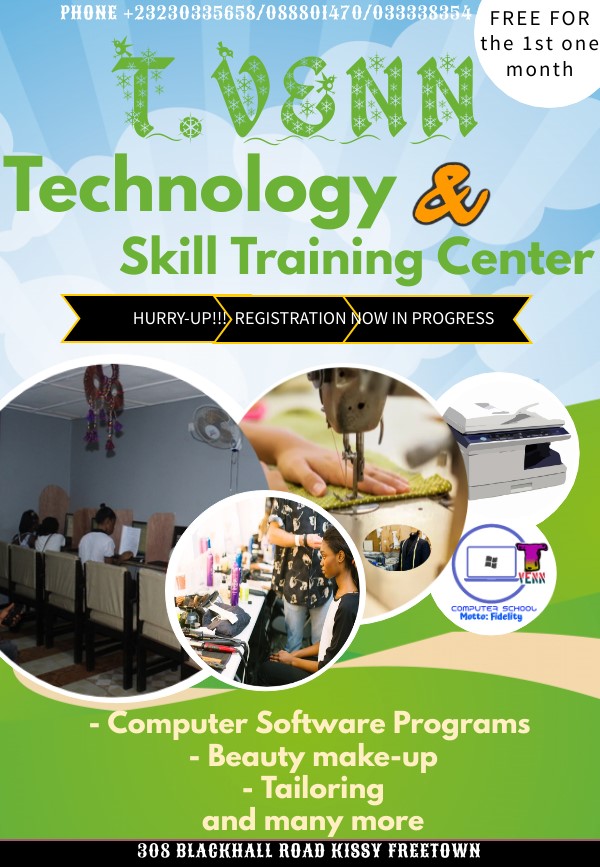 PHONE +23230335658/088801470/033338354
FREE FOR
the 1st one
month
T.VENN
Technology &
Skill Training Center
HURRY-UP!!! REGISTRATION NOW IN PROGRESS
T
VENN
COMPUTER SCHOOL
Motto: Fidelity
- Computer Software Programs
- Beauty make-up
- Tailoring
and many more
308 BLACKHALL ROAD KISSY FREETOWN